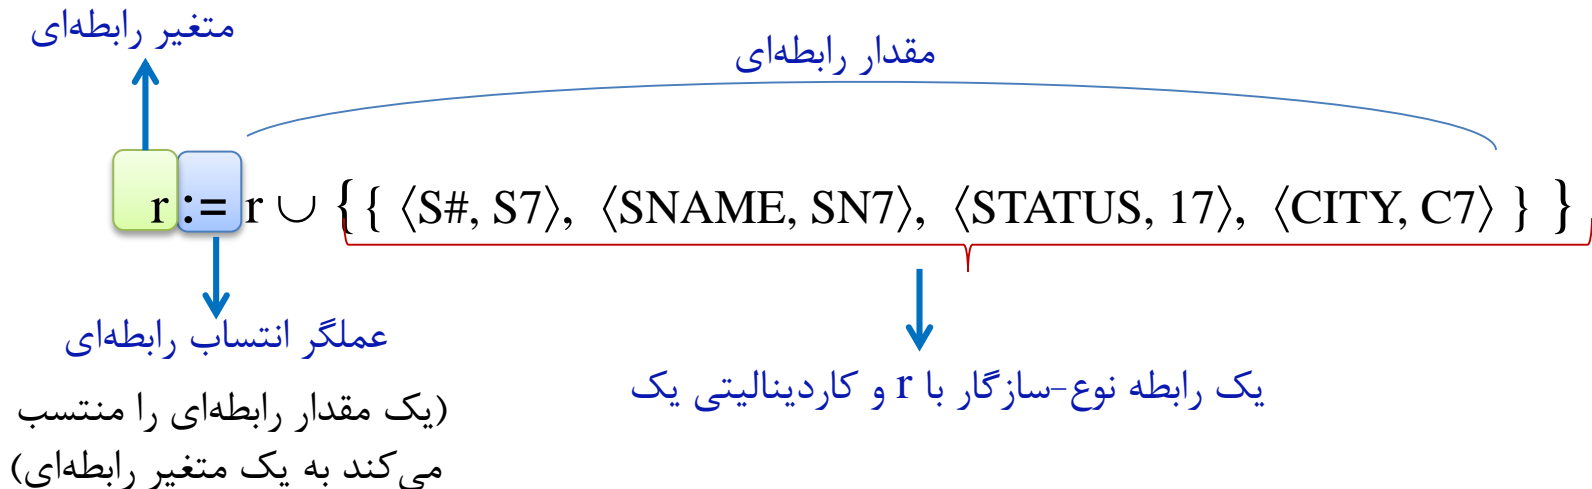 متغیر رابطه‌ای
مقدار رابطه‌ای
r := r ∪ { { ⟨S#, S7⟩, ⟨SNAME, SN7⟩, ⟨STATUS, 17⟩, ⟨CITY, C7⟩ } }
عملگر انتساب رابطه‌ای
یک رابطه نوع-سازگار با r و کاردینالیتی یک
(یک مقدار رابطه‌ای را منتسب
می‌کند به یک متغیر رابطه‌ای)